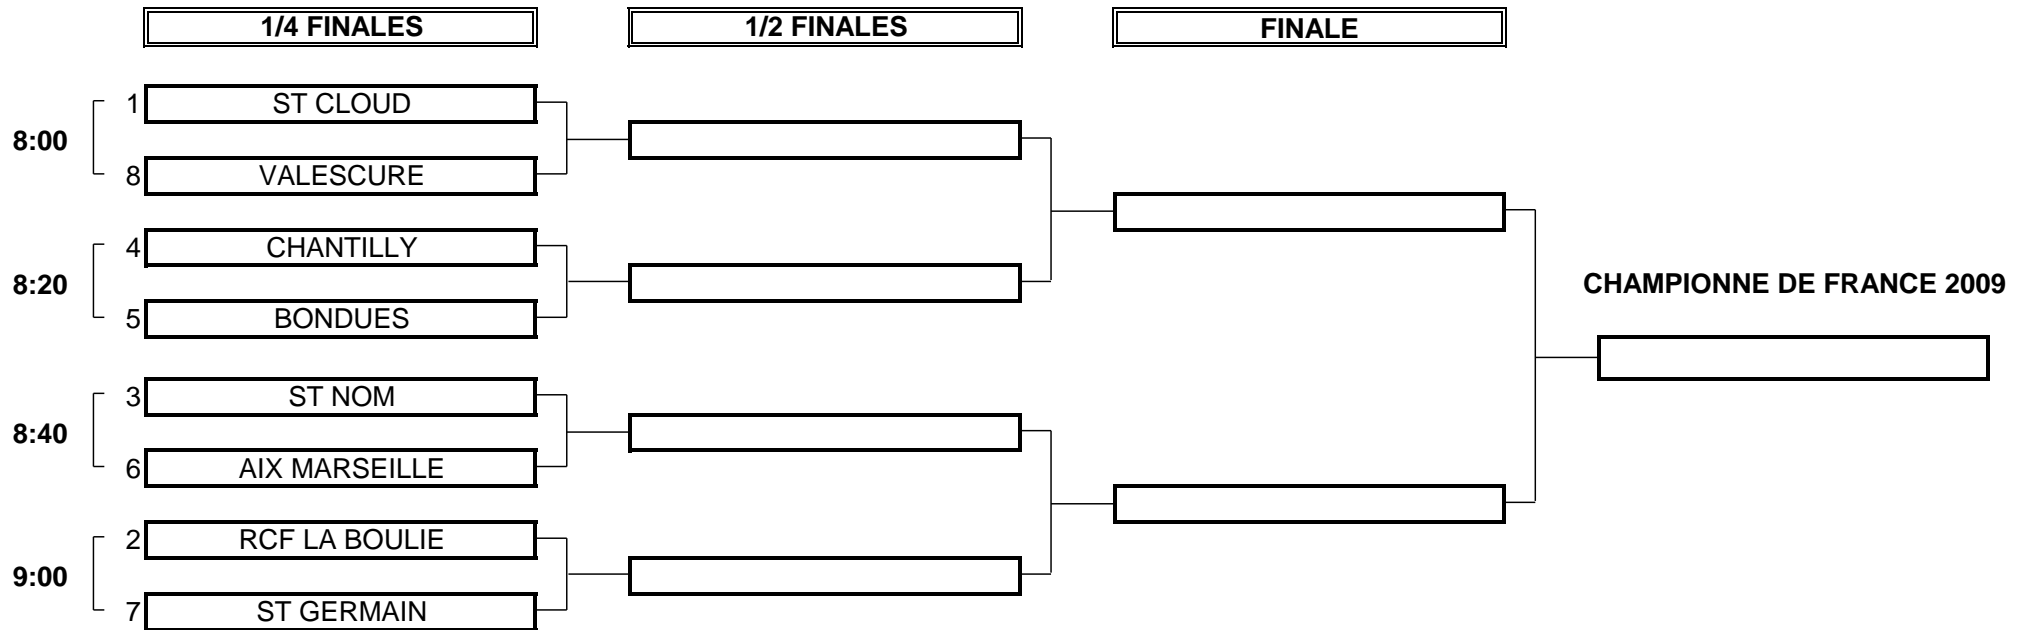 1/4 FINALES 1/2 FINALES FINALE
1 ST CLOUD
8:00
8 VALESCURE
4 CHANTILLY
8:20 CHAMPIONNE DE FRANCE 2009
5 BONDUES
3 ST NOM
8:40
6 AIX MARSEILLE
2 RCF LA BOULIE
9:00
7 ST GERMAIN